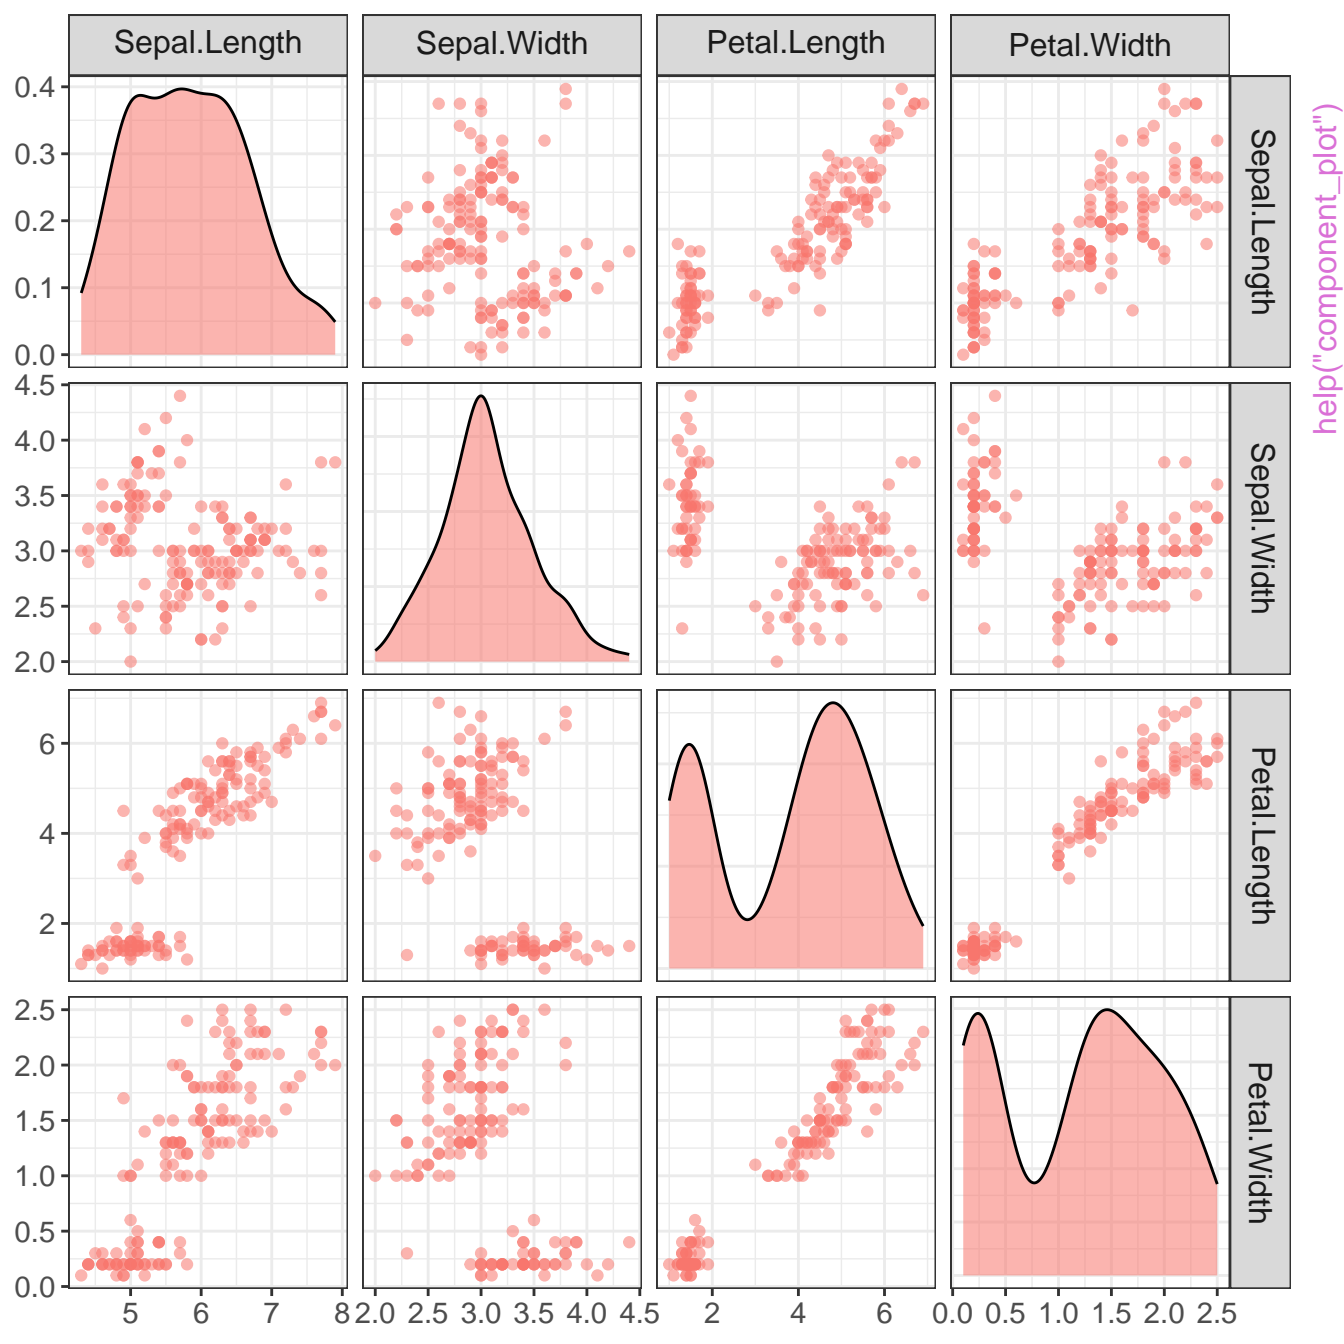 Sepal.Length Sepal.Width Petal.Length Petal.Width
0.4
0.3
0.2
0.1
0.0
Sepal.Length
help("component_plot")
4.5
4.0
3.5
3.0
2.5
2.0
Sepal.Width
6
4
2
Petal.Length
2.5
2.0
1.5
1.0
0.5
0.0
Petal.Width
5 6 7 8 2.0 2.5 3.0 3.5 4.0 4.5 2 4 6 0.0 0.5 1.0 1.5 2.0 2.5